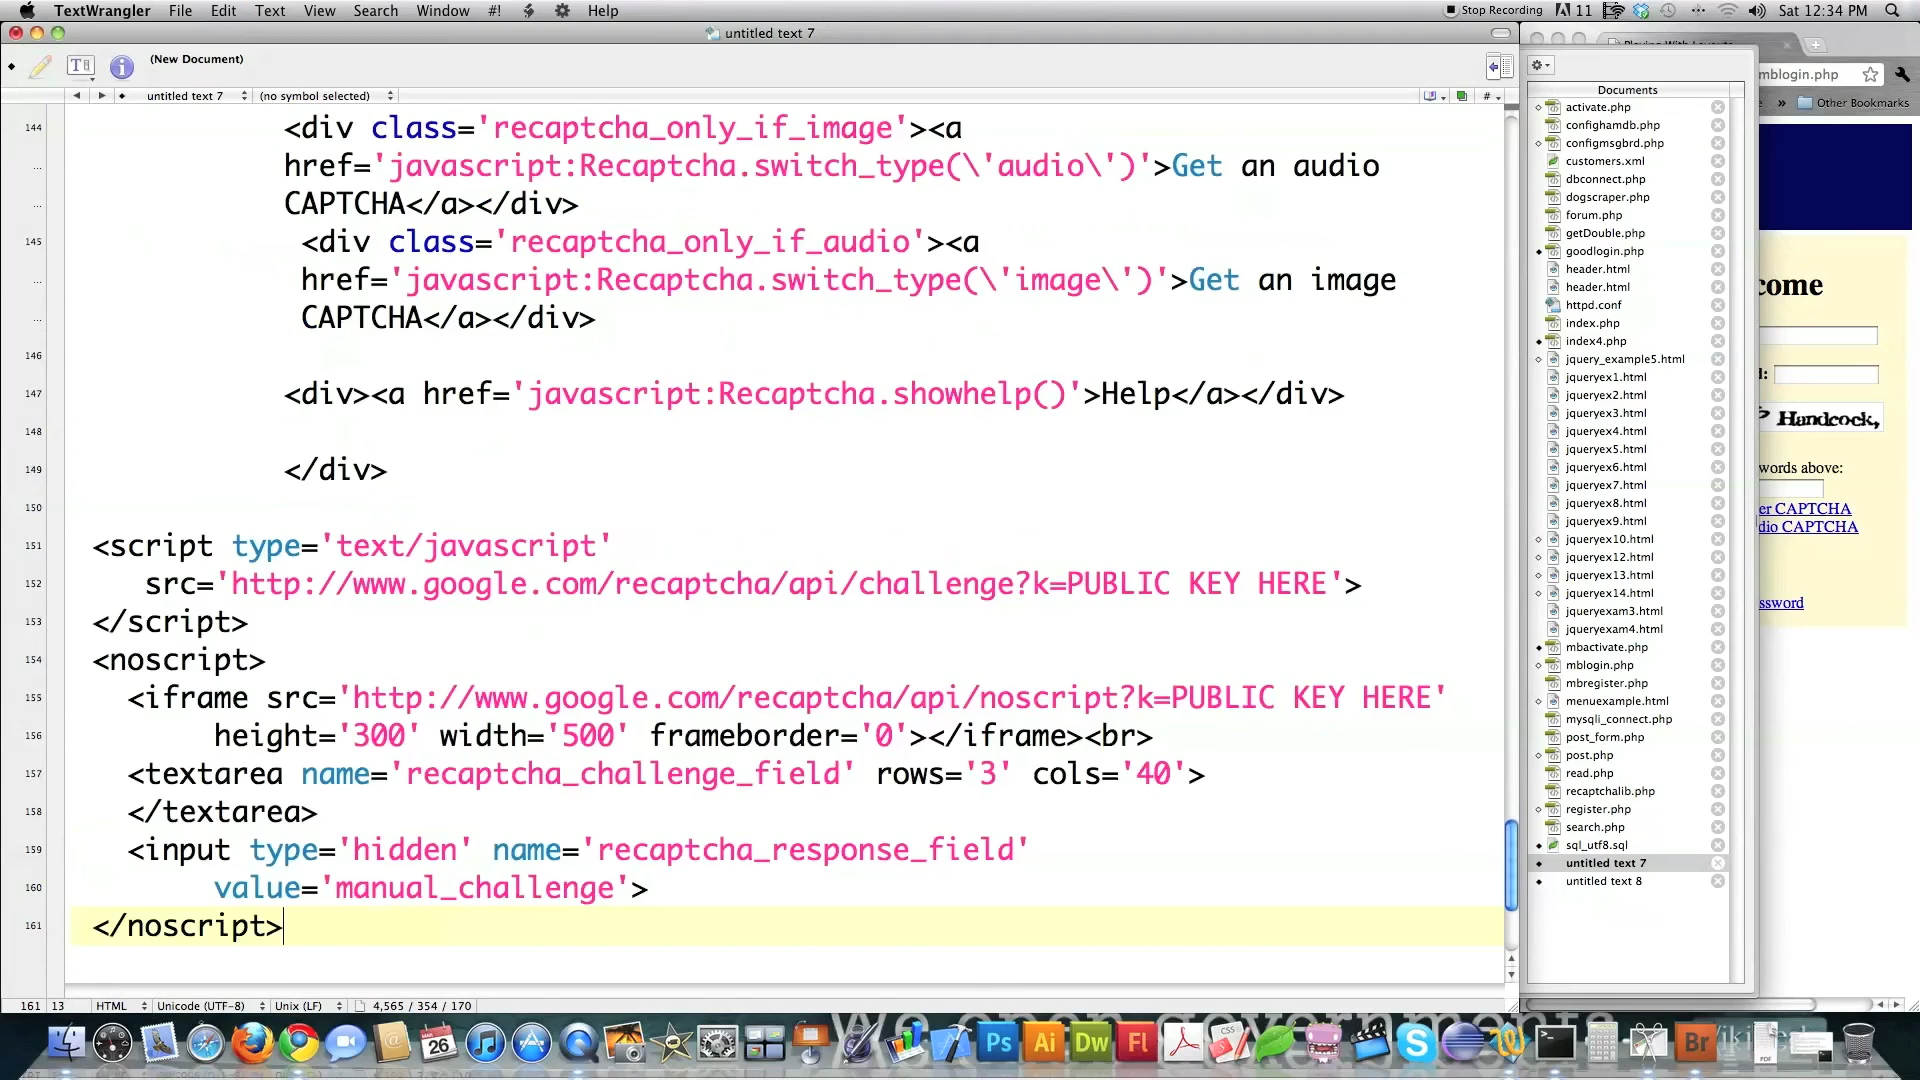 TextWrangler File Edit Text View Search Window #! Help
Stop Recording 11 Sat 12:34 PM
untitled text 7
(New Document)
untitled text 7 (no symbol selected)
#
144 <div class='recaptcha_only_if_image'><a
href='javascript:Recaptcha.switch_type(\'audio\')'>Get an audio
CAPTCHA</a></div>
145 <div class='recaptcha_only_if_audio'><a
href='javascript:Recaptcha.switch_type(\'image\')'>Get an image
CAPTCHA</a></div>
146
147 <div><a href='javascript:Recaptcha.showhelp()'>Help</a></div>
148
149 </div>
150
151 <script type='text/javascript'
152 src='http://www.google.com/recaptcha/api/challenge?k=PUBLIC KEY HERE'>
153 </script>
154 <noscript>
155 <iframe src='http://www.google.com/recaptcha/api/noscript?k=PUBLIC KEY HERE'
156 height='300' width='500' frameborder='0'></iframe><br>
157 <textarea name='recaptcha_challenge_field' rows='3' cols='40'>
158 </textarea>
159 <input type='hidden' name='recaptcha_response_field'
160 value='manual_challenge'>
161 </noscript>
161 13 HTML Unicode (UTF-8) Unix (LF) 4,565 / 354 / 170
Documents
activate.php
confighamdb.php
configmsgbrd.php
customers.xml
dbconnect.php
dogscraper.php
forum.php
getDouble.php
goodlogin.php
header.html
header.html
httpd.conf
index.php
index4.php
jquery_example5.html
jqueryex1.html
jqueryex2.html
jqueryex3.html
jqueryex4.html
jqueryex5.html
jqueryex6.html
jqueryex7.html
jqueryex8.html
jqueryex9.html
jqueryex10.html
jqueryex12.html
jqueryex13.html
jqueryex14.html
jqueryexam3.html
jqueryexam4.html
mbactivate.php
mblogin.php
mbregister.php
menuexample.html
mysqli_connect.php
post_form.php
post.php
read.php
recaptchalib.php
register.php
search.php
sql_utf8.sql
untitled text 7
untitled text 8
mblogin.php
» Other Bookmarks
come
d:
Handcock,
words above:
er CAPTCHA
dio CAPTCHA
ssword
We open governments
26
Ps Ai Dw Fl
CSS
Br
PDF